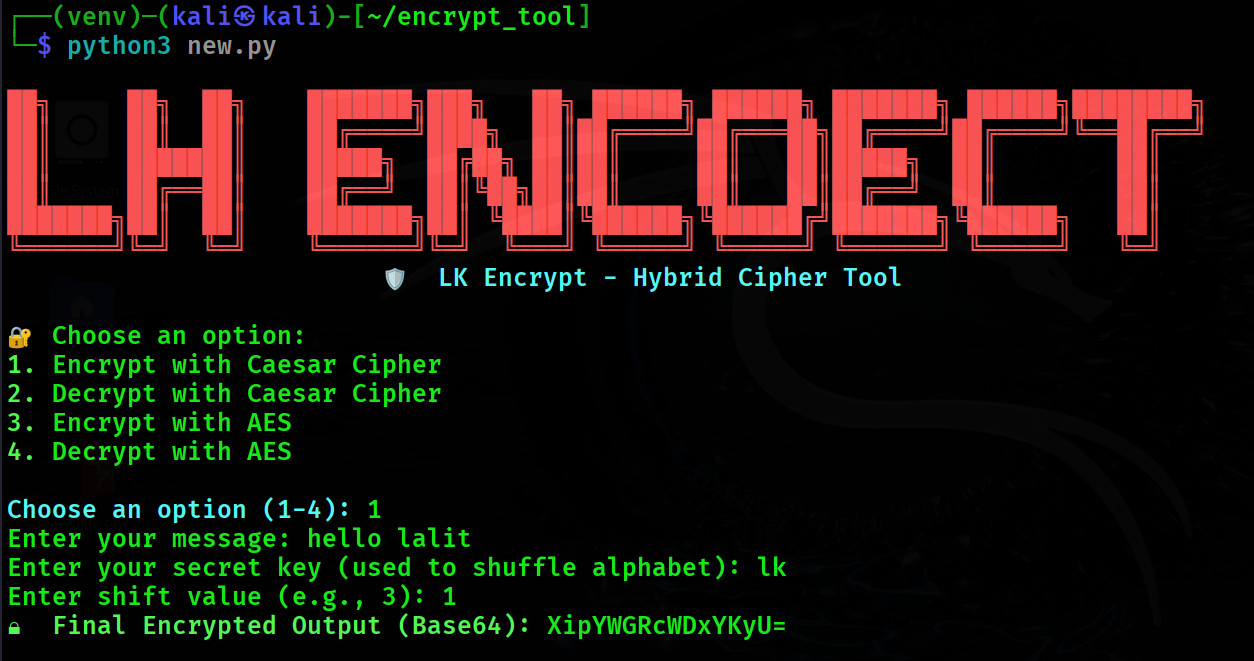 (venv)─(kali㉿kali)-[~/encrypt_tool]
$ python3 new.py
LH ENCOECT
LK Encrypt - Hybrid Cipher Tool
Choose an option:
1. Encrypt with Caesar Cipher
2. Decrypt with Caesar Cipher
3. Encrypt with AES
4. Decrypt with AES
Choose an option (1-4): 1
Enter your message: hello lalit
Enter your secret key (used to shuffle alphabet): lk
Enter shift value (e.g., 3): 1
Final Encrypted Output (Base64): XipYWGRcWDxYKyU=